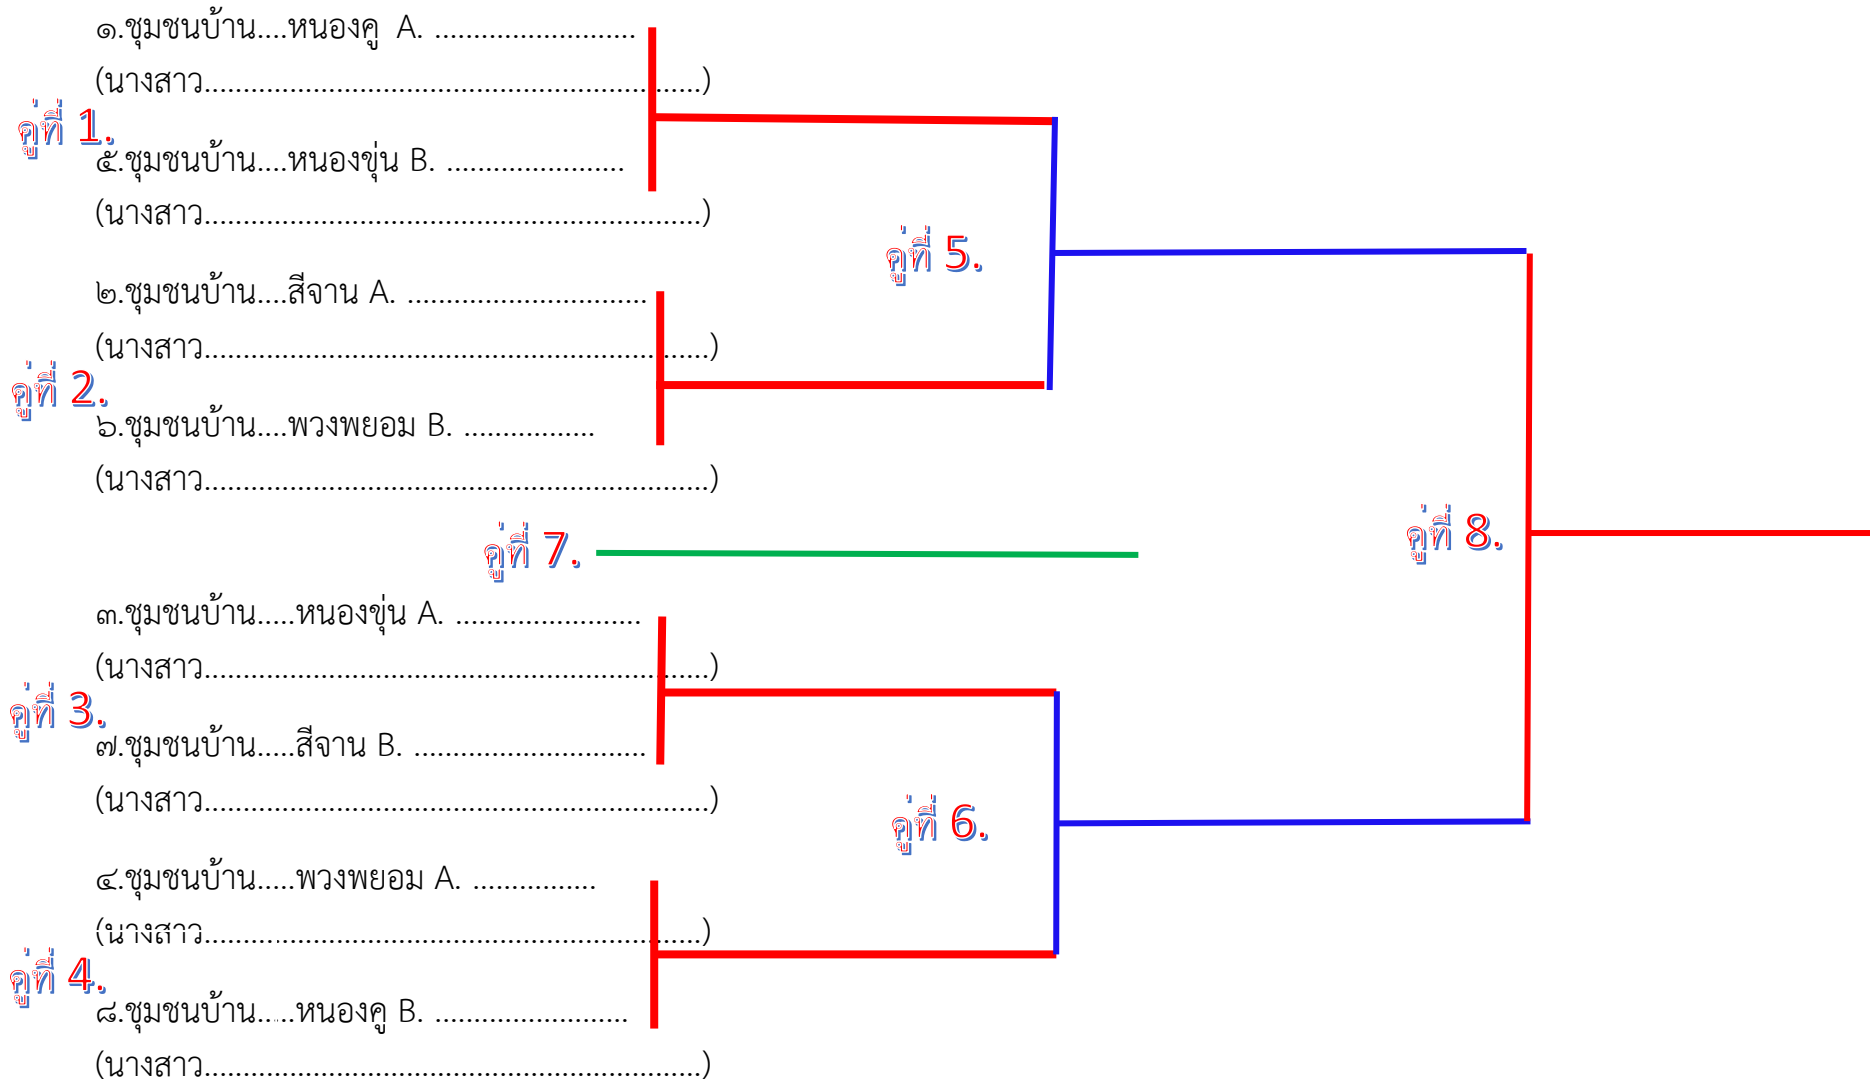 ๑.ชุมชนบ้าน....หนองคู A. ..........................
(นางสาว................................................................)
คู่ที่ 1.
๕.ชุมชนบ้าน....หนองขุ่น B. .......................
(นางสาว................................................................)
๒.ชุมชนบ้าน....สีจาน A. ...............................
(นางสาว.................................................................)
คู่ที่ 2.
๖.ชุมชนบ้าน....พวงพยอม B. .................
(นางสาว.................................................................)
คู่ที่ 5.
คู่ที่ 7.
คู่ที่ 8.
๓.ชุมชนบ้าน.....หนองขุ่น A. ........................
(นางสาว.................................................................)
คู่ที่ 3.
๗.ชุมชนบ้าน.....สีจาน B. ..............................
(นางสาว.................................................................)
คู่ที่ 6.
๔.ชุมชนบ้าน.....พวงพยอม A. ................
(นางสาว................................................................)
คู่ที่ 4.
๘.ชุมชนบ้าน.....หนองคู B. .........................
(นางสาว................................................................)